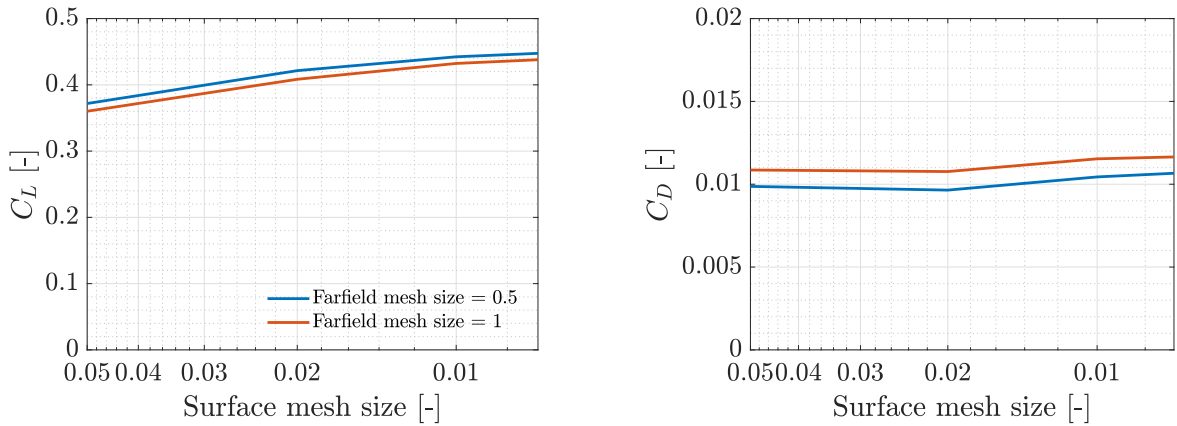 0.5
0.4
0.3
0.2
0.1
0
C_L [-]
Farfield mesh size = 0.5
Farfield mesh size = 1
0.05 0.04 0.03 0.02 0.01
Surface mesh size [-]
0.02
0.015
0.01
0.005
0
C_D [-]
0.05 0.04 0.03 0.02 0.01
Surface mesh size [-]